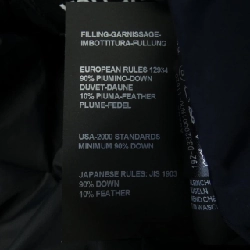 FILLING-GARNISSAGE-
IMBOTTITURA-FULLUNG
EUROPEAN RULES 12934
90% PIUMINO-DOWN
DUVET-DAUNE
10% PIUMA-FEATHER
PLUME-FEDEL
USA-2000 STANDARDS
MINIMUM 90% DOWN
JAPANESE RULES: JIS 1903
90% DOWN
10% FEATHER